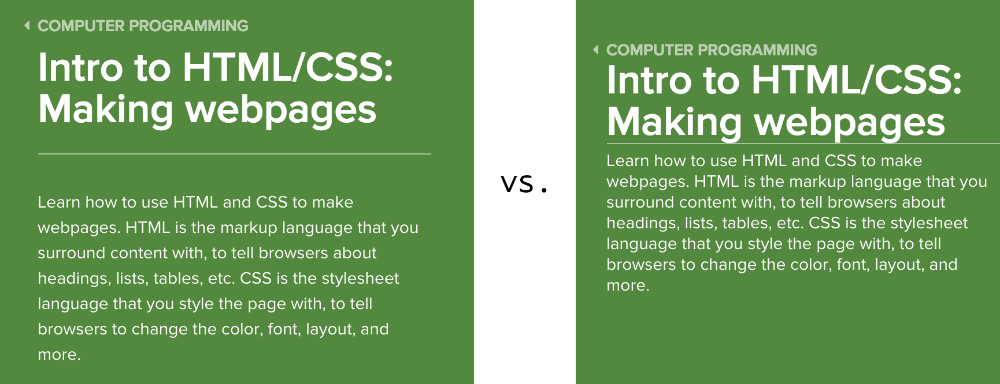 COMPUTER PROGRAMMING
Intro to HTML/CSS:
Making webpages
Learn how to use HTML and CSS to make
webpages. HTML is the markup language that you
surround content with, to tell browsers about
headings, lists, tables, etc. CSS is the stylesheet
language that you style the page with, to tell
browsers to change the color, font, layout, and
more.
vs.
COMPUTER PROGRAMMING
Intro to HTML/CSS:
Making webpages
Learn how to use HTML and CSS to make
webpages. HTML is the markup language that you
surround content with, to tell browsers about
headings, lists, tables, etc. CSS is the stylesheet
language that you style the page with, to tell
browsers to change the color, font, layout, and
more.